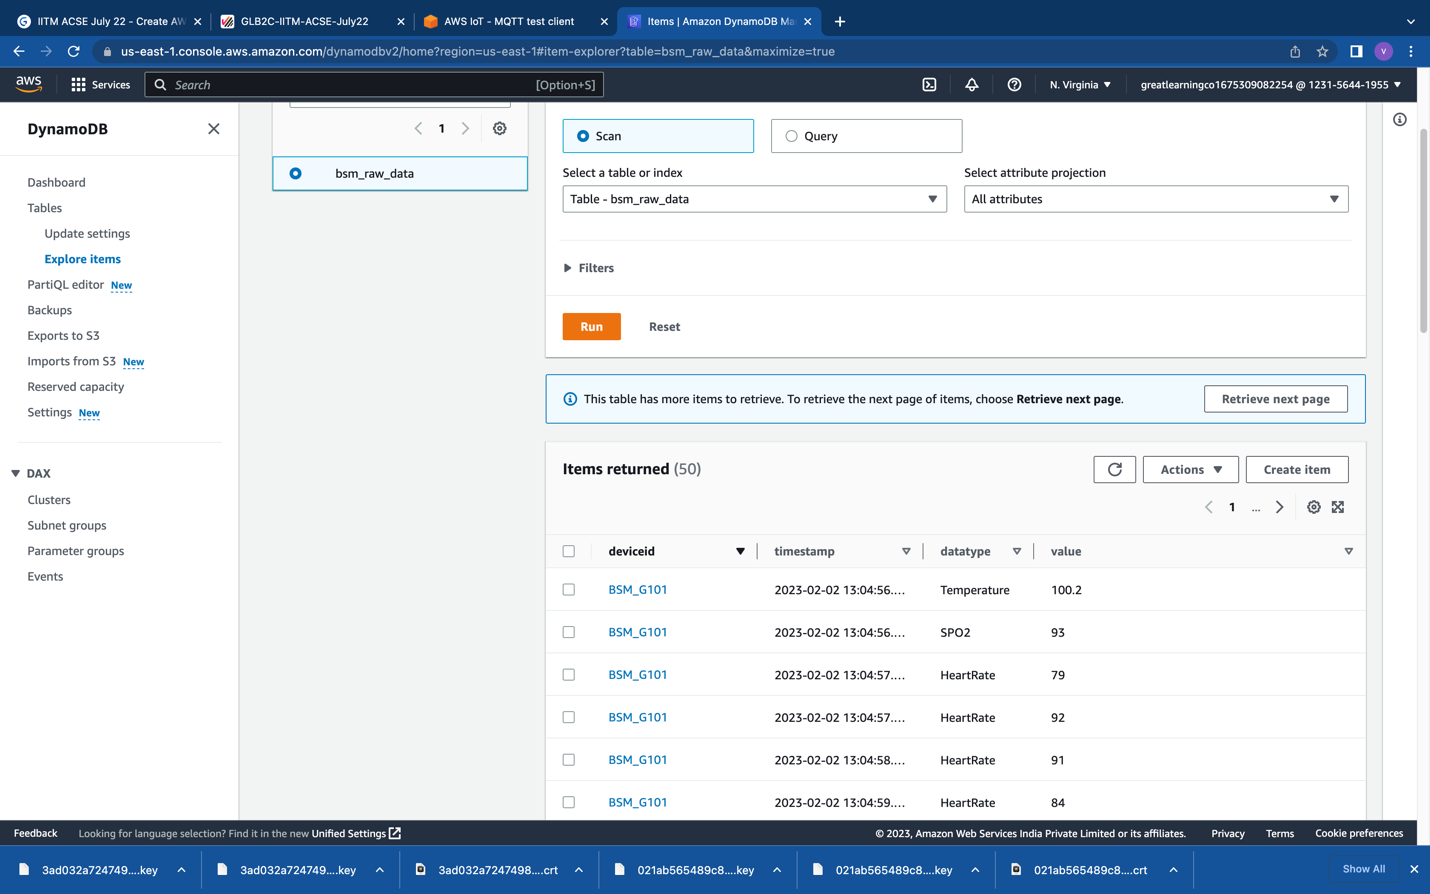 IITM ACSE July 22 - Create AW
GLB2C-IITM-ACSE-July22
AWS IoT - MQTT test client
Items | Amazon DynamoDB Ma
us-east-1.console.aws.amazon.com/dynamodbv2/home?region=us-east-1#item-explorer?table=bsm_raw_data&maximize=true
V
aws
Services
Search
[Option+S]
N. Virginia
greatlearningco1675309082254 @ 1231-5644-1955
DynamoDB
Dashboard
Tables
Update settings
Explore items
PartiQL editor New
Backups
Exports to S3
Imports from S3 New
Reserved capacity
Settings New
DAX
Clusters
Subnet groups
Parameter groups
Events
1
bsm_raw_data
Scan
Query
Select a table or index
Select attribute projection
Table - bsm_raw_data
All attributes
Filters
Run
Reset
This table has more items to retrieve. To retrieve the next page of items, choose Retrieve next page.
Retrieve next page
Items returned (50)
Actions
Create item
1 ...
deviceid timestamp datatype value
BSM_G101 2023-02-02 13:04:56.... Temperature 100.2
BSM_G101 2023-02-02 13:04:56.... SPO2 93
BSM_G101 2023-02-02 13:04:57.... HeartRate 79
BSM_G101 2023-02-02 13:04:57.... HeartRate 92
BSM_G101 2023-02-02 13:04:58.... HeartRate 91
BSM_G101 2023-02-02 13:04:59.... HeartRate 84
Feedback
Looking for language selection? Find it in the new Unified Settings
© 2023, Amazon Web Services India Private Limited or its affiliates.
Privacy
Terms
Cookie preferences
3ad032a724749....key
3ad032a724749....key
3ad032a7247498....crt
021ab565489c8....key
021ab565489c8....key
021ab565489c8....crt
Show All